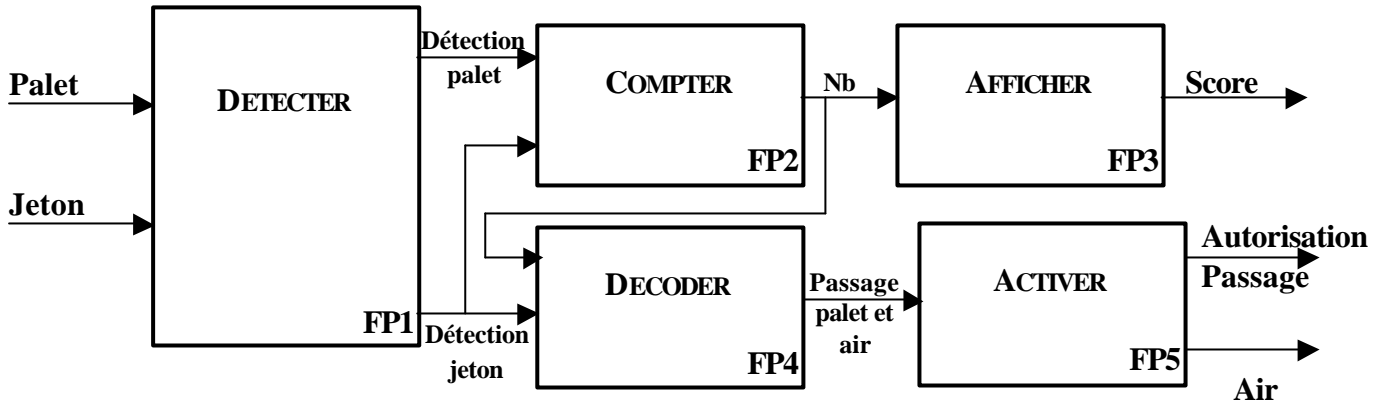 Palet
Jeton
DETECTER
FP1
Détection
palet
Détection
jeton
COMPTER
FP2
Nb
AFFICHER
FP3
Score
DECODER
FP4
Passage
palet et
air
ACTIVER
FP5
Autorisation
Passage
Air